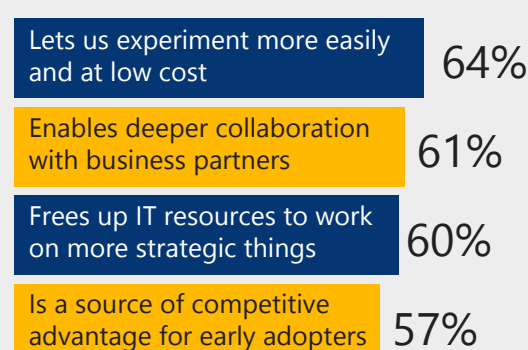 Lets us experiment more easily
and at low cost
64%
Enables deeper collaboration
with business partners
61%
Frees up IT resources to work
on more strategic things
60%
Is a source of competitive
advantage for early adopters
57%